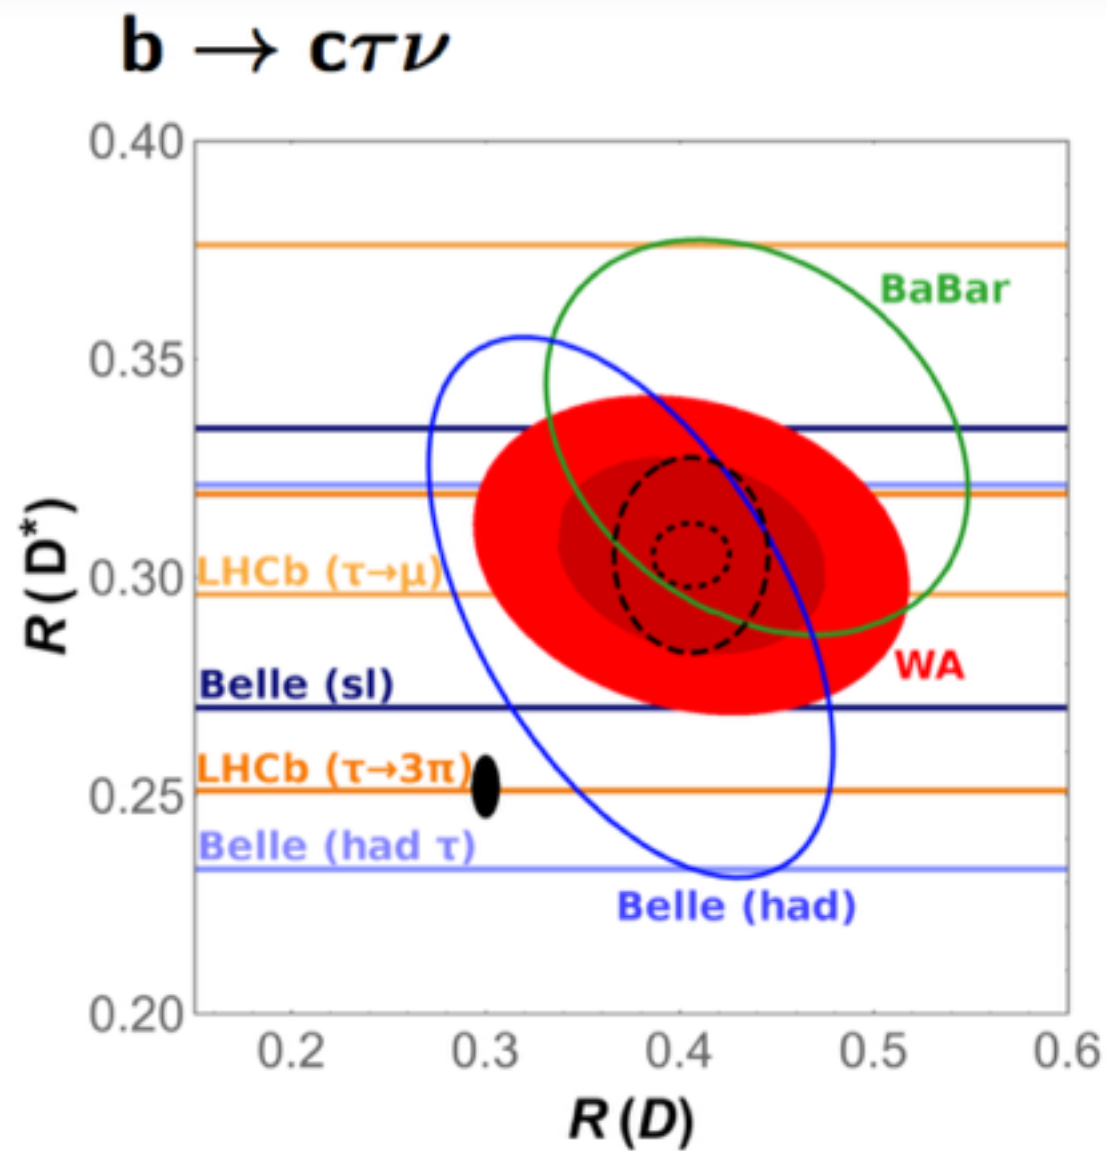 b → cτν
0.40
BaBar
0.35
R(D*)
0.30
LHCb (τ→μ)
WA
Belle (sl)
LHCb (τ→3π)
0.25
Belle (had τ)
Belle (had)
0.20
0.2 0.3 0.4 0.5 0.6
R(D)